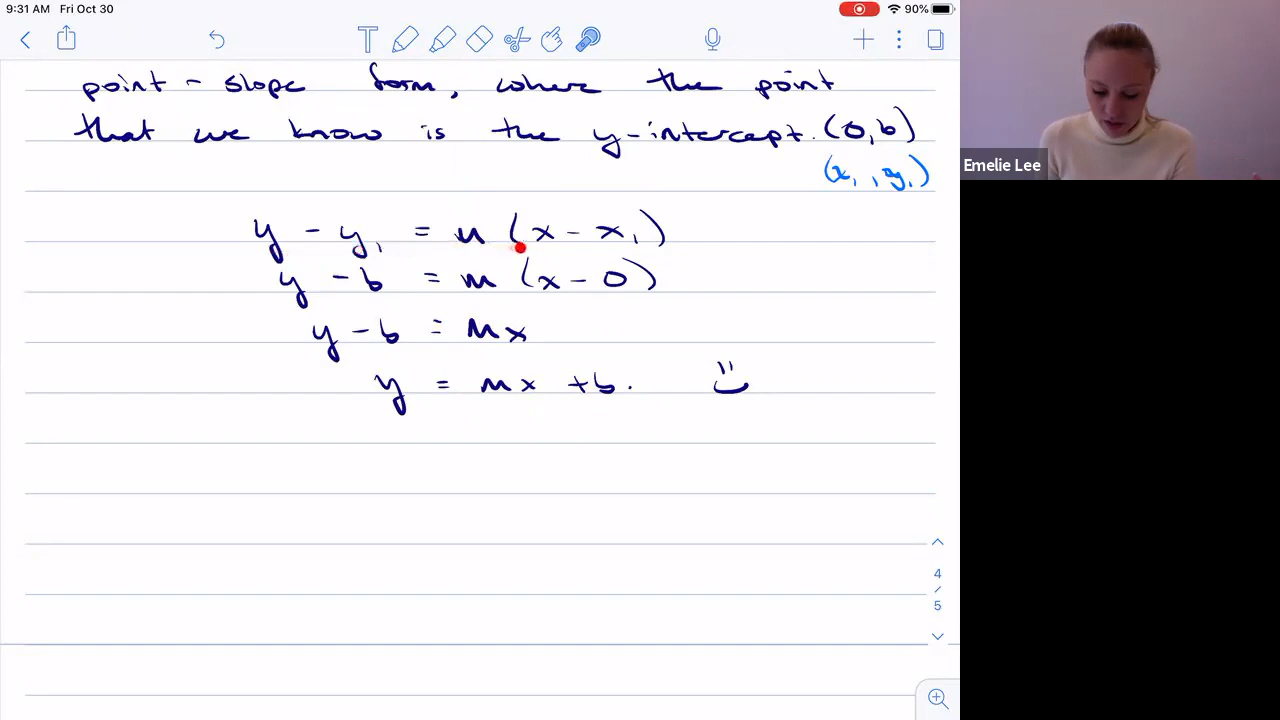 9:31 AM Fri Oct 30
90%
point - slope form, where the point
that we know is the y-intercept. (0,b)
(x₁, y₁)
y - y₁ = m (x - x₁)
y - b = m (x - 0)
y - b = mx
y = mx + b.
4
/
5
Emelie Lee